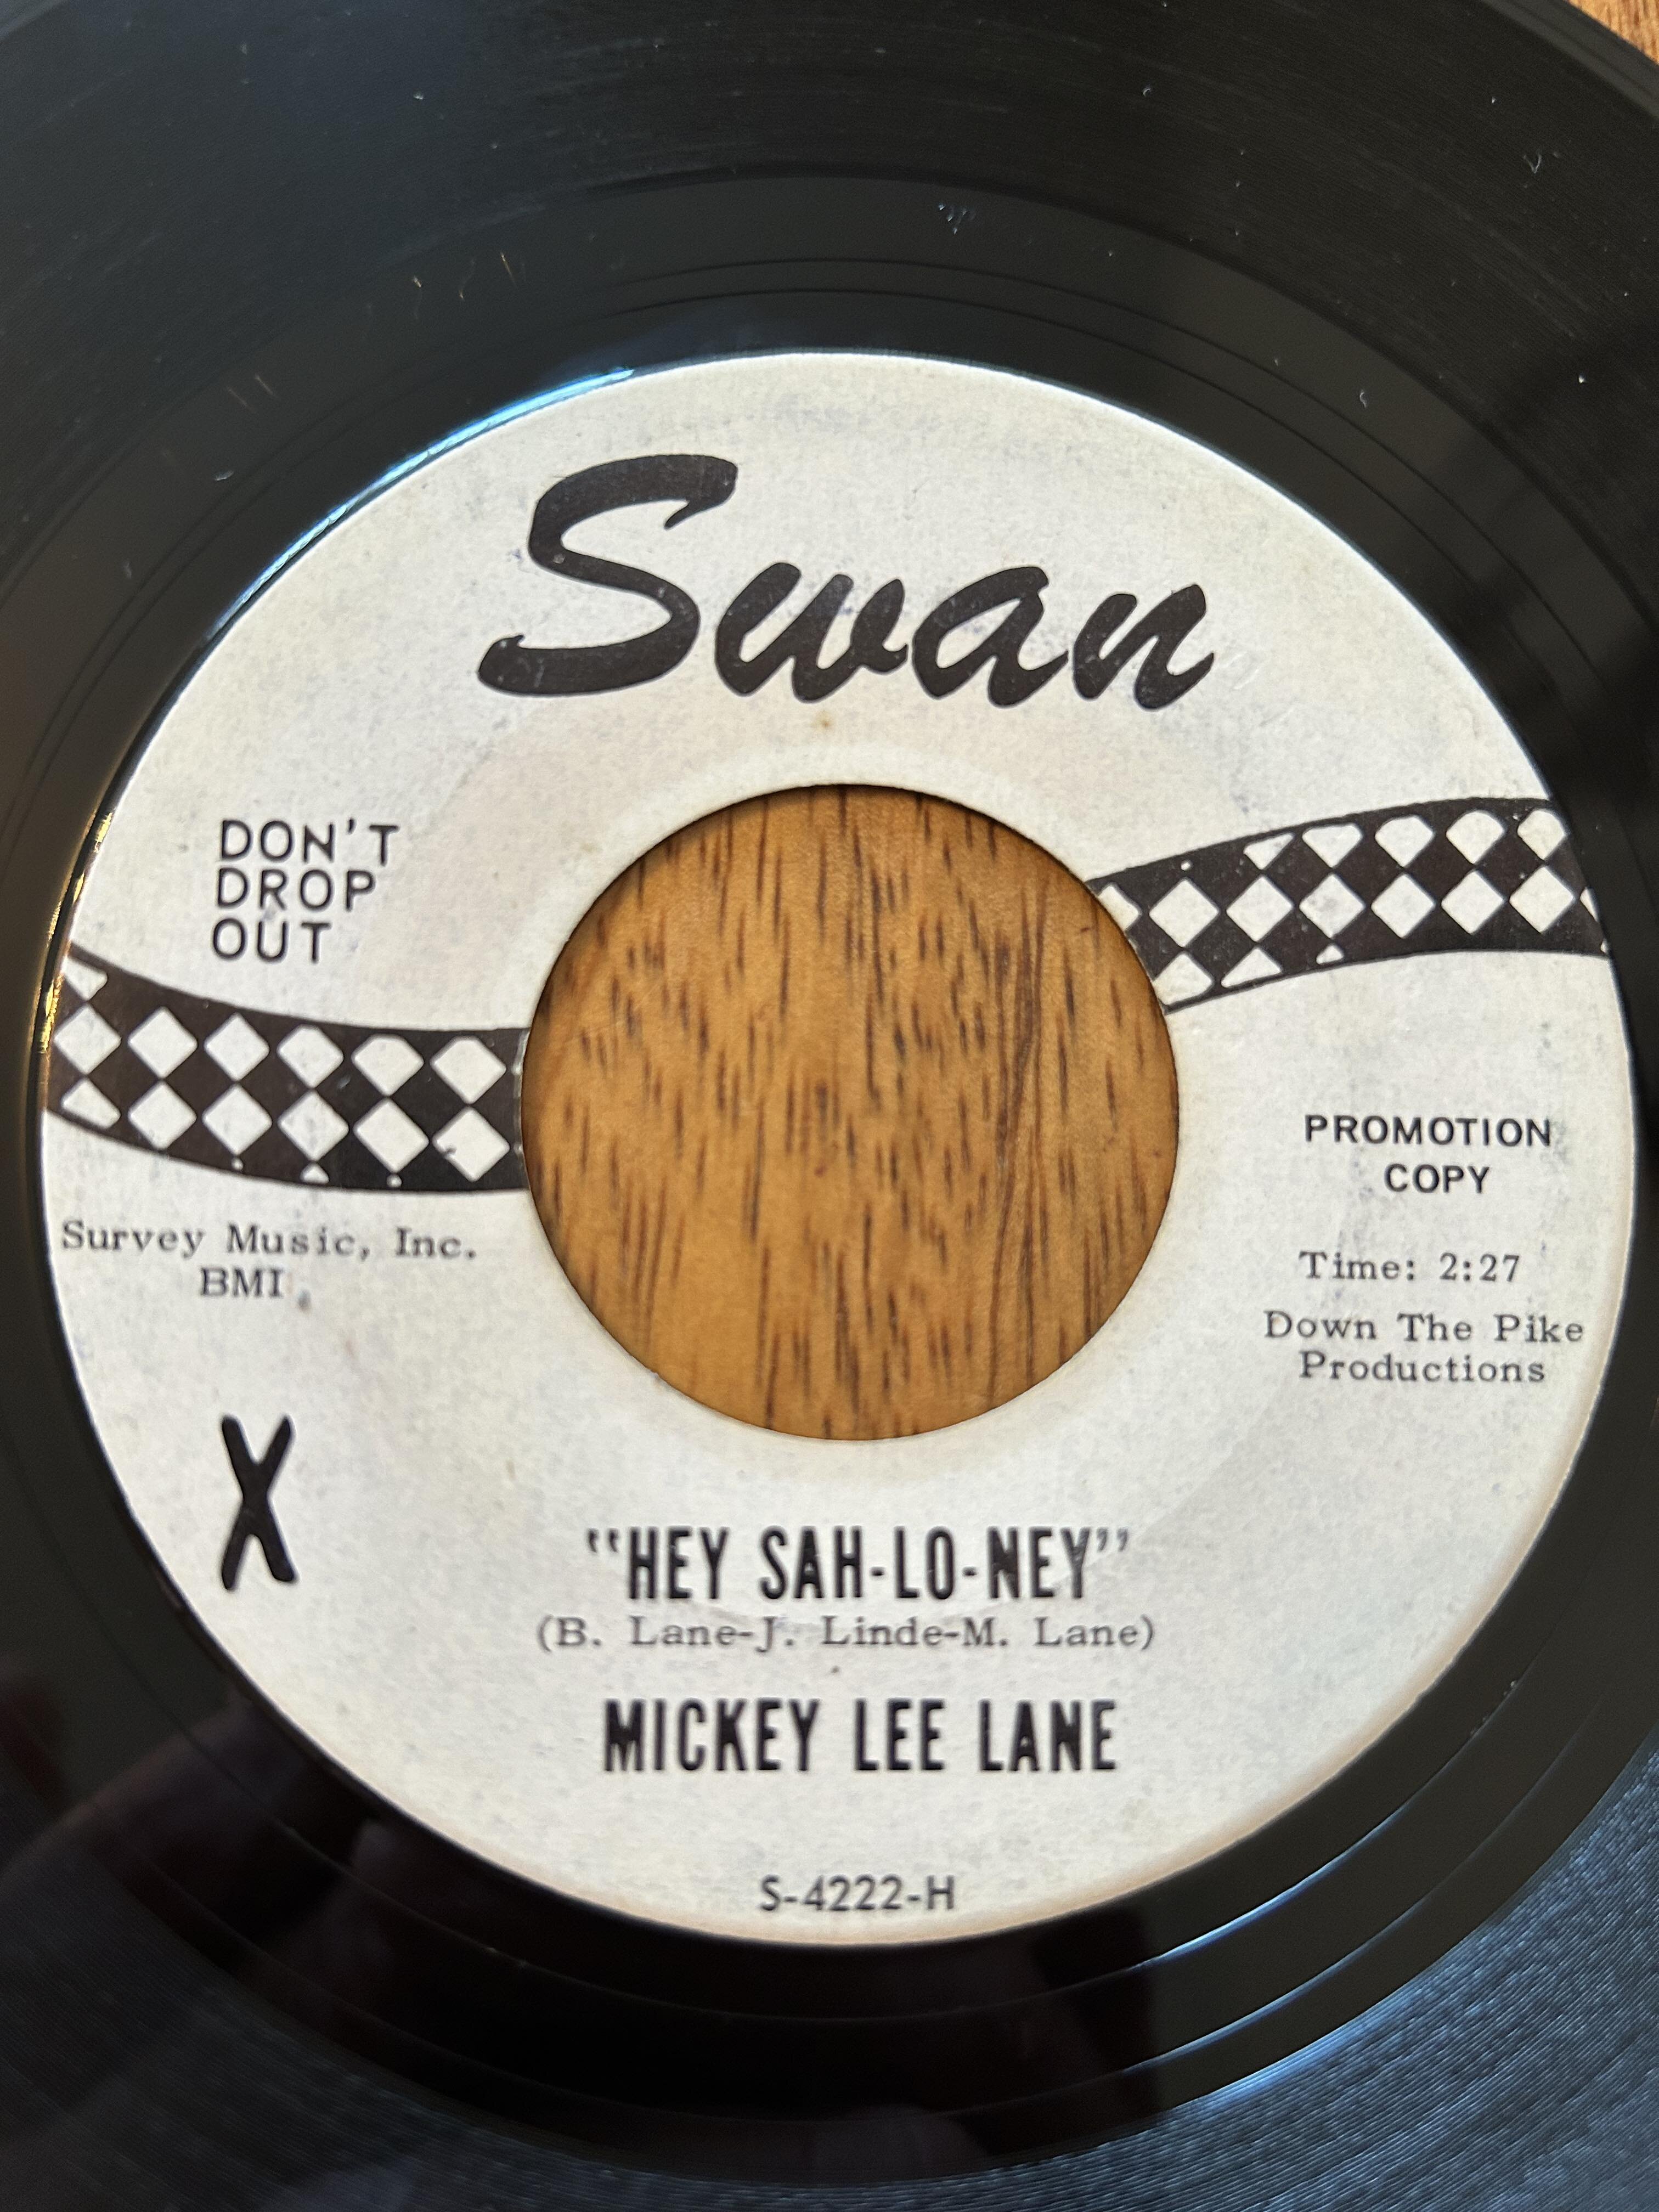 Swan
DON'T
DROP
OUT
PROMOTION
COPY
Survey Music, Inc.
BMI
Time: 2:27
Down The Pike
Productions
X
"HEY SAH-LO-NEY"
(B. Lane-J. Linde-M. Lane)
MICKEY LEE LANE
S-4222-H